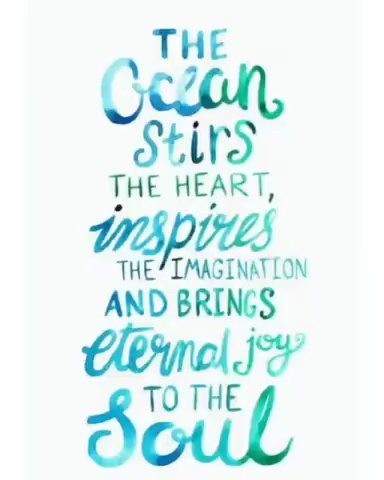 THE
Ocean
stirs
THE HEART,
inspires
THE IMAGINATION
AND BRINGS
eternal joy
TO THE
Soul